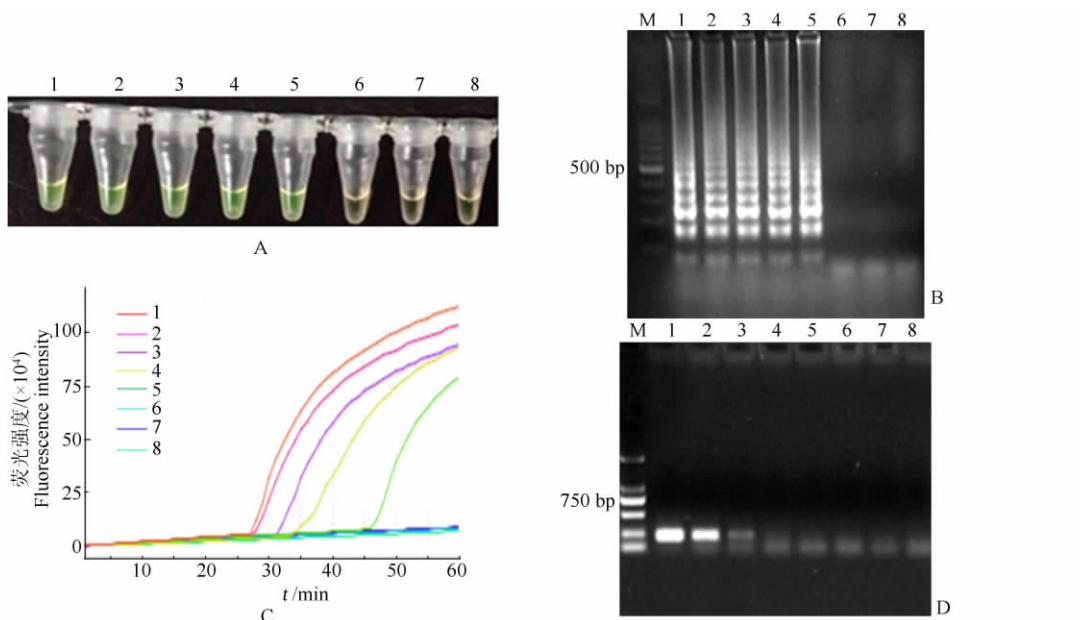 1 2 3 4 5 6 7 8
A
M 1 2 3 4 5 6 7 8
500 bp
B
荧光强度/(×10⁴)
Fluorescence intensity
100
75
50
25
0
1
2
3
4
5
6
7
8
10 20 30 40 50 60
t /min
C
M 1 2 3 4 5 6 7 8
750 bp
D